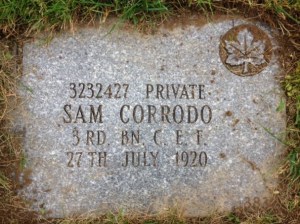 3232427 PRIVATE
SAM CORRODO
3RD BN. C. E. F.
27TH JULY 1920